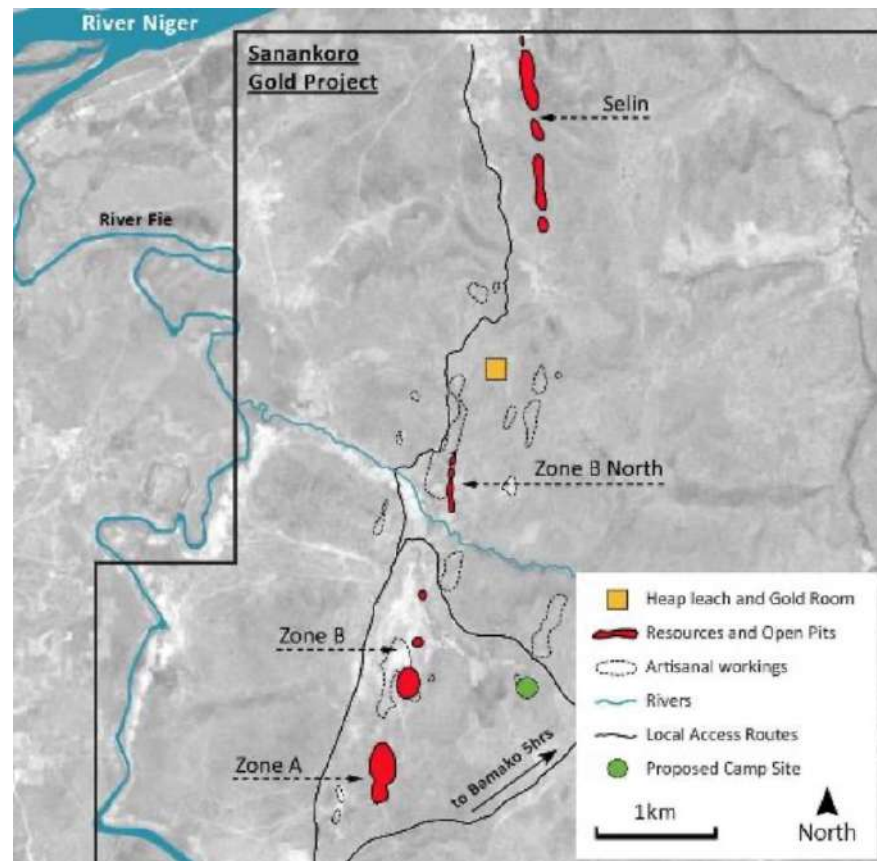 River Niger
Sanankoro
Gold Project
Selin
River Fie
Zone B North
Zone B
Zone A
to Bamako 5hrs
Heap leach and Gold Room
Resources and Open Pits
Artisanal workings
Rivers
Local Access Routes
Proposed Camp Site
1km
North